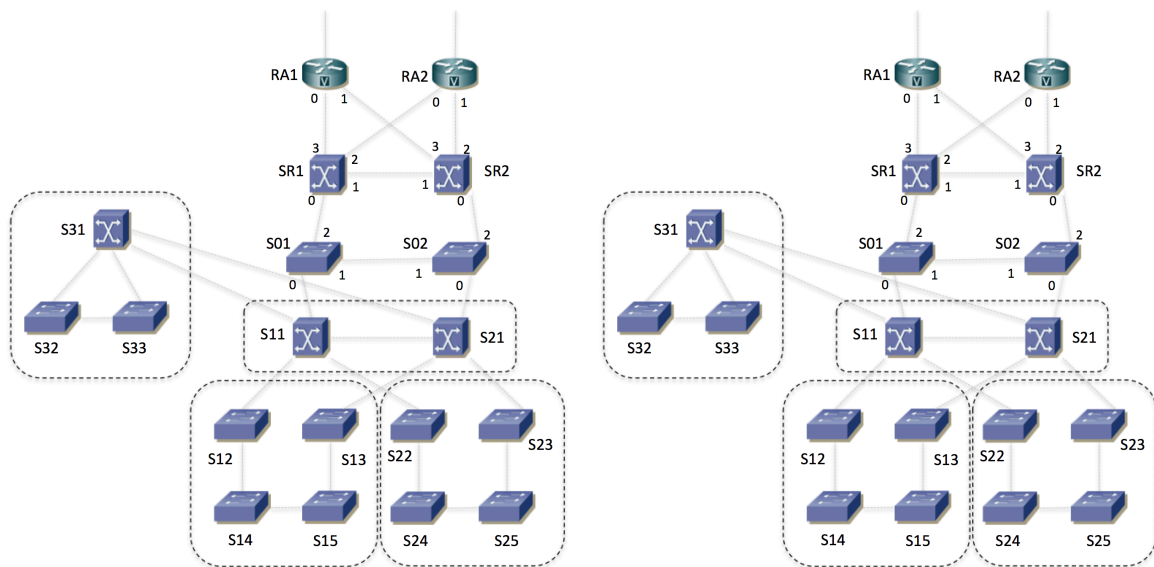 RA1 RA2 RA1 RA2
0 1 0 1 0 1 0 1
3 2 3 2 3 2 3 2
SR1 1 1 SR2 SR1 1 1 SR2
0 0 0 0
S31 S01 2 S02 2 S31 S01 2 S02 2
1 1 1 1
0 0 0 0
S32 S33 S11 S21 S32 S33 S11 S21
S12 S13 S22 S23 S12 S13 S22 S23
S14 S15 S24 S25 S14 S15 S24 S25